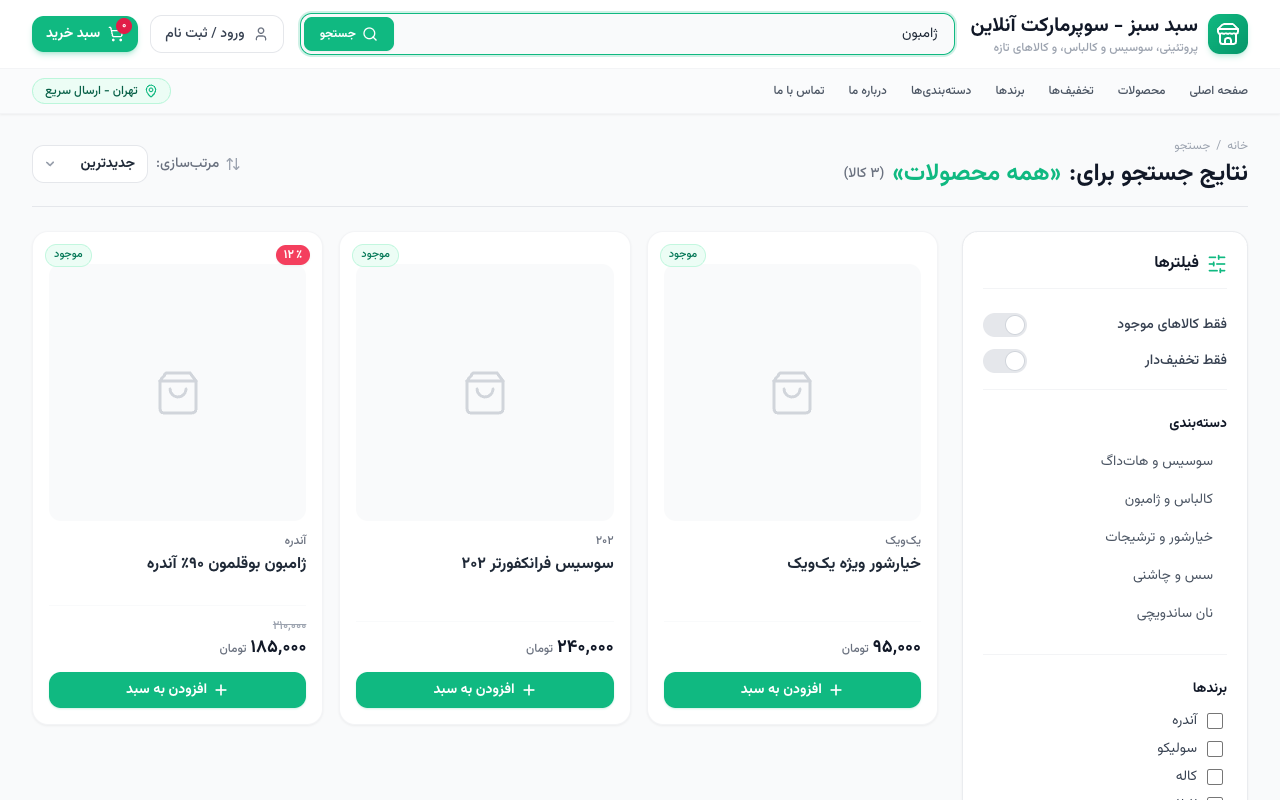 سبد سبز - سوپرمارکت آنلاین
پروتئینی، سوسیس و کالباس، و کالاهای تازه
ژامبون
جستجو
ورود / ثبت نام
سبد خرید
۰
صفحه اصلی
محصولات
تخفیف‌ها
برندها
دسته‌بندی‌ها
درباره ما
تماس با ما
تهران - ارسال سریع
خانه / جستجو
نتایج جستجو برای: «همه محصولات» (۳ کالا)
مرتب‌سازی:
جدیدترین
فیلترها
فقط کالاهای موجود
فقط تخفیف‌دار
دسته‌بندی
سوسیس و هات‌داگ
کالباس و ژامبون
خیارشور و ترشیجات
سس و چاشنی
نان ساندویچی
برندها
آندره
سولیکو
کاله
موجود
یک‌ویک
خیارشور ویژه یک‌ویک
۹۵,۰۰۰ تومان
افزودن به سبد
موجود
۲۰۲
سوسیس فرانکفورتر ۲۰۲
۲۴۰,۰۰۰ تومان
افزودن به سبد
۱۲٪
موجود
آندره
ژامبون بوقلمون ۹۰٪ آندره
۲۱۰,۰۰۰
۱۸۵,۰۰۰ تومان
افزودن به سبد